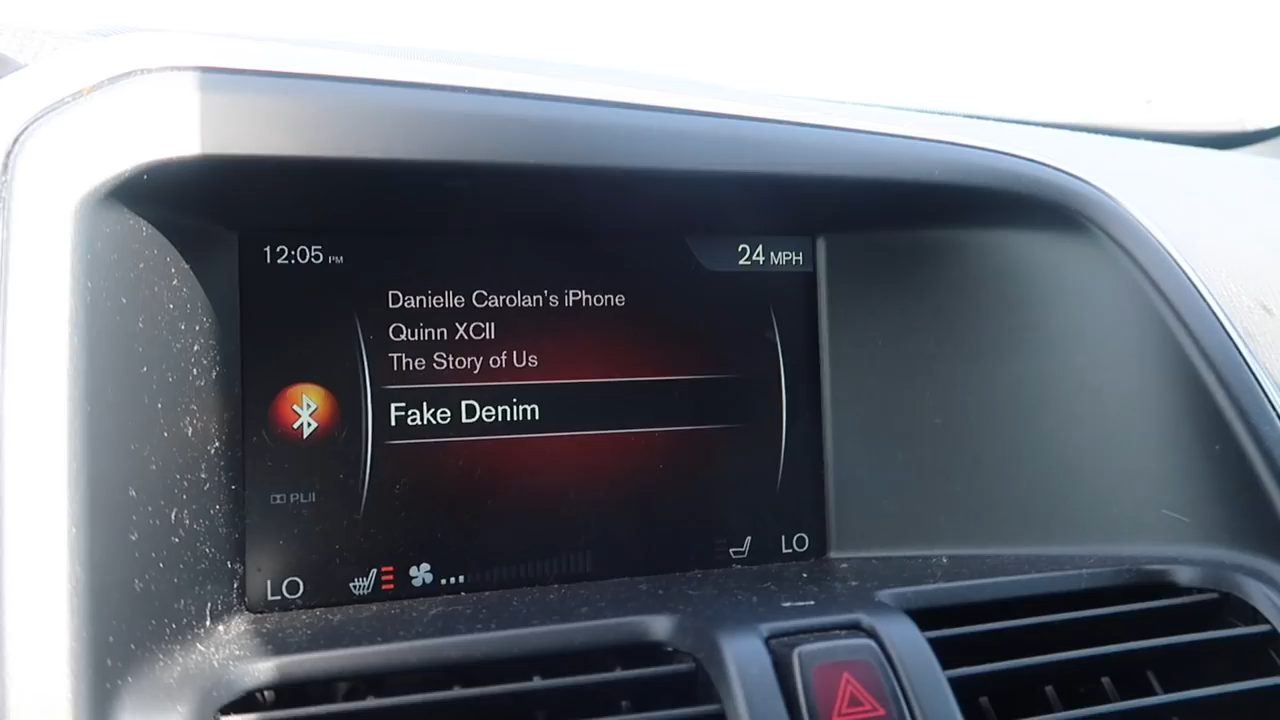 12:05 PM
24 MPH
Danielle Carolan's iPhone
Quinn XCII
The Story of Us
Fake Denim
PLII
LO
LO